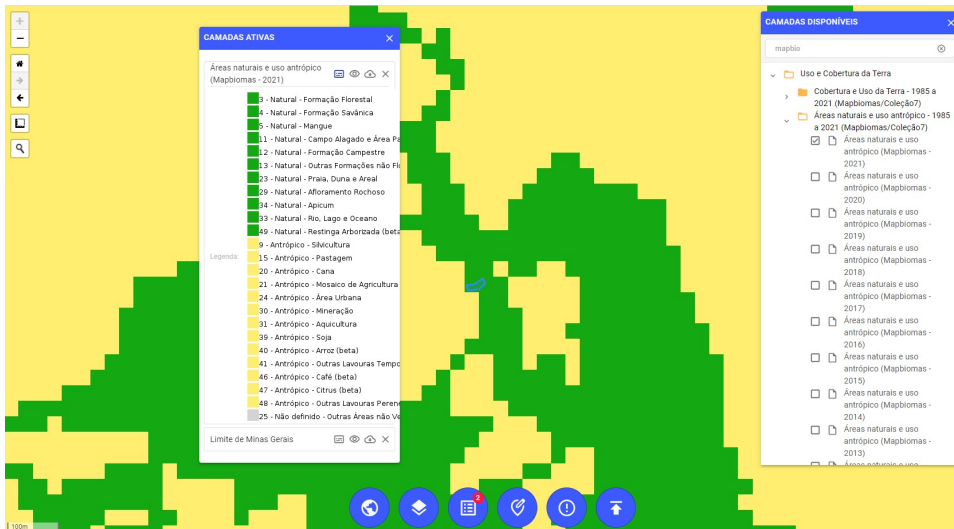 CAMADAS ATIVAS
Áreas naturais e uso antrópico
(Mapbiomas - 2021)
3 - Natural - Formação Florestal
4 - Natural - Formação Savânica
5 - Natural - Mangue
11 - Natural - Campo Alagado e Área Pa
12 - Natural - Formação Campestre
13 - Natural - Outras Formações não Flo
23 - Natural - Praia, Duna e Areal
29 - Natural - Afloramento Rochoso
34 - Natural - Apicum
33 - Natural - Rio, Lago e Oceano
49 - Natural - Restinga Arborizada (beta
9 - Antrópico - Silvicultura
Legenda:
15 - Antrópico - Pastagem
20 - Antrópico - Cana
21 - Antrópico - Mosaico de Agricultura
24 - Antrópico - Área Urbana
30 - Antrópico - Mineração
31 - Antrópico - Aquicultura
39 - Antrópico - Soja
40 - Antrópico - Arroz (beta)
41 - Antrópico - Outras Lavouras Tempo
46 - Antrópico - Café (beta)
47 - Antrópico - Citrus (beta)
48 - Antrópico - Outras Lavouras Peren
25 - Não definido - Outras Áreas não Ve
Limite de Minas Gerais
2
100m
CAMADAS DISPONÍVEIS
mapbio
Uso e Cobertura da Terra
Cobertura e Uso da Terra - 1985 a
2021 (Mapbiomas/Coleção7)
Áreas naturais e uso antrópico - 1985
a 2021 (Mapbiomas/Coleção7)
Áreas naturais e uso
antrópico (Mapbiomas -
2021)
Áreas naturais e uso
antrópico (Mapbiomas -
2020)
Áreas naturais e uso
antrópico (Mapbiomas -
2019)
Áreas naturais e uso
antrópico (Mapbiomas -
2018)
Áreas naturais e uso
antrópico (Mapbiomas -
2017)
Áreas naturais e uso
antrópico (Mapbiomas -
2016)
Áreas naturais e uso
antrópico (Mapbiomas -
2015)
Áreas naturais e uso
antrópico (Mapbiomas -
2014)
Áreas naturais e uso
antrópico (Mapbiomas -
2013)